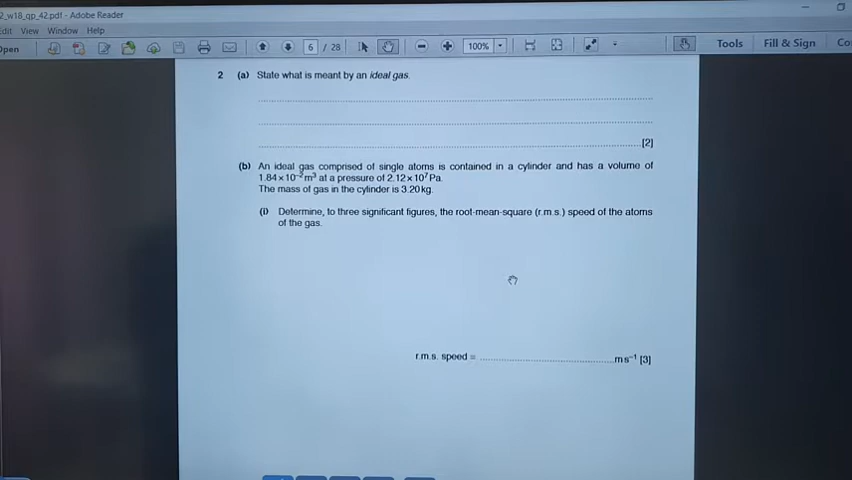 2_w18_qp_42.pdf - Adobe Reader
Edit View Window Help
Open 6 / 28 100% Tools Fill & Sign
2 (a) State what is meant by an ideal gas.
[2]
(b) An ideal gas comprised of single atoms is contained in a cylinder and has a volume of
1.84 × 10⁻² m³ at a pressure of 2.12 × 10⁷ Pa.
The mass of gas in the cylinder is 3.20 kg.
(i) Determine, to three significant figures, the root-mean-square (r.m.s.) speed of the atoms
of the gas.
r.m.s. speed = ............................................. m s⁻¹ [3]